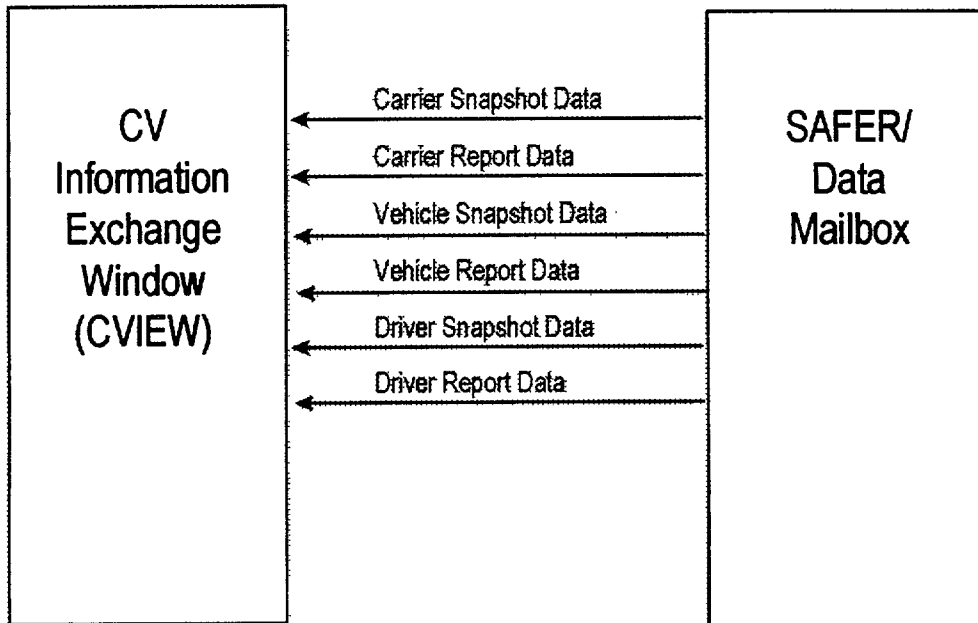 CV
Information
Exchange
Window
(CVIEW)
Carrier Snapshot Data
Carrier Report Data
Vehicle Snapshot Data
Vehicle Report Data
Driver Snapshot Data
Driver Report Data
SAFER/
Data
Mailbox